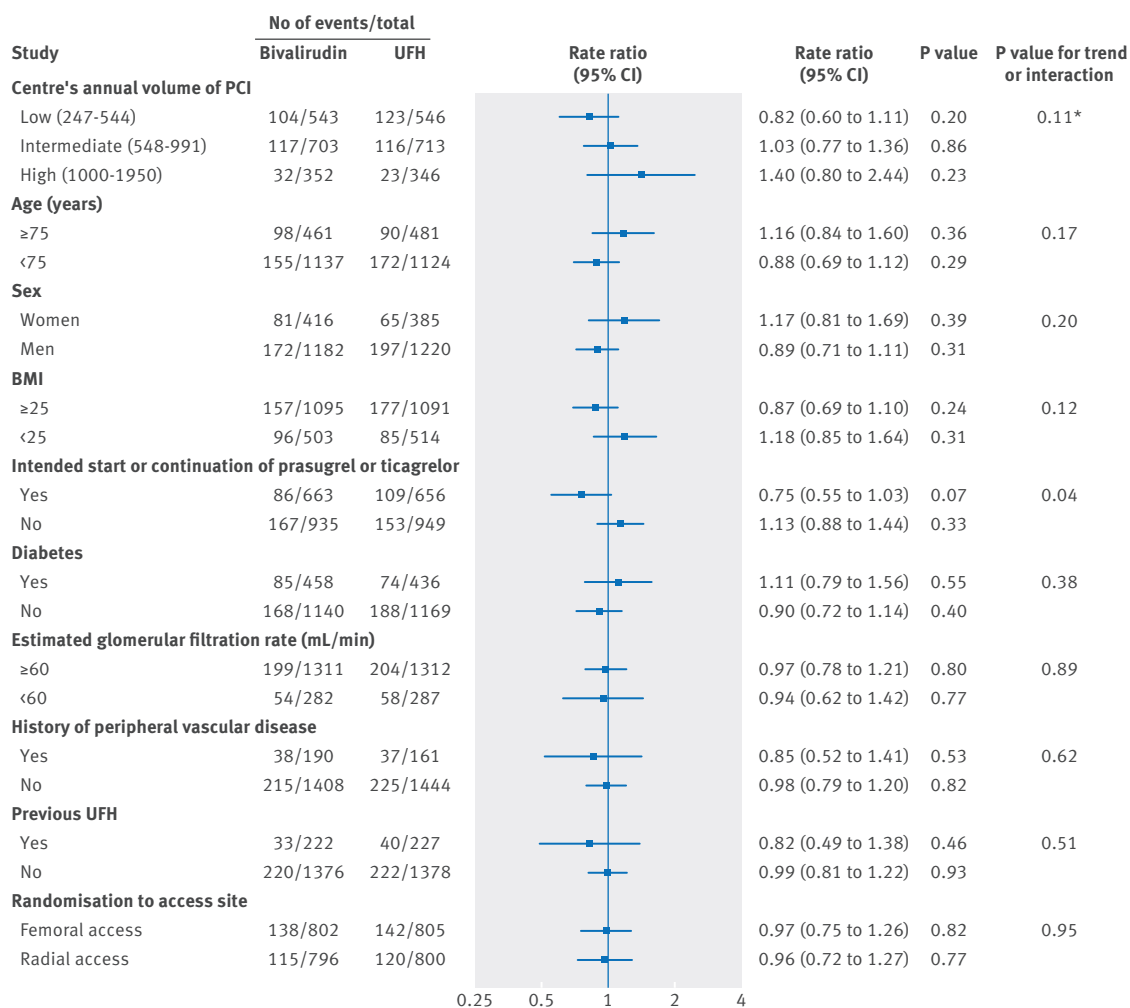 No of events/total
Study Bivalirudin UFH Rate ratio (95% CI) Rate ratio (95% CI) P value P value for trend or interaction
Centre's annual volume of PCI
Low (247-544) 104/543 123/546 0.82 (0.60 to 1.11) 0.20 0.11*
Intermediate (548-991) 117/703 116/713 1.03 (0.77 to 1.36) 0.86
High (1000-1950) 32/352 23/346 1.40 (0.80 to 2.44) 0.23
Age (years)
≥75 98/461 90/481 1.16 (0.84 to 1.60) 0.36 0.17
<75 155/1137 172/1124 0.88 (0.69 to 1.12) 0.29
Sex
Women 81/416 65/385 1.17 (0.81 to 1.69) 0.39 0.20
Men 172/1182 197/1220 0.89 (0.71 to 1.11) 0.31
BMI
≥25 157/1095 177/1091 0.87 (0.69 to 1.10) 0.24 0.12
<25 96/503 85/514 1.18 (0.85 to 1.64) 0.31
Intended start or continuation of prasugrel or ticagrelor
Yes 86/663 109/656 0.75 (0.55 to 1.03) 0.07 0.04
No 167/935 153/949 1.13 (0.88 to 1.44) 0.33
Diabetes
Yes 85/458 74/436 1.11 (0.79 to 1.56) 0.55 0.38
No 168/1140 188/1169 0.90 (0.72 to 1.14) 0.40
Estimated glomerular filtration rate (mL/min)
≥60 199/1311 204/1312 0.97 (0.78 to 1.21) 0.80 0.89
<60 54/282 58/287 0.94 (0.62 to 1.42) 0.77
History of peripheral vascular disease
Yes 38/190 37/161 0.85 (0.52 to 1.41) 0.53 0.62
No 215/1408 225/1444 0.98 (0.79 to 1.20) 0.82
Previous UFH
Yes 33/222 40/227 0.82 (0.49 to 1.38) 0.46 0.51
No 220/1376 222/1378 0.99 (0.81 to 1.22) 0.93
Randomisation to access site
Femoral access 138/802 142/805 0.97 (0.75 to 1.26) 0.82 0.95
Radial access 115/796 120/800 0.96 (0.72 to 1.27) 0.77
0.25 0.5 1 2 4